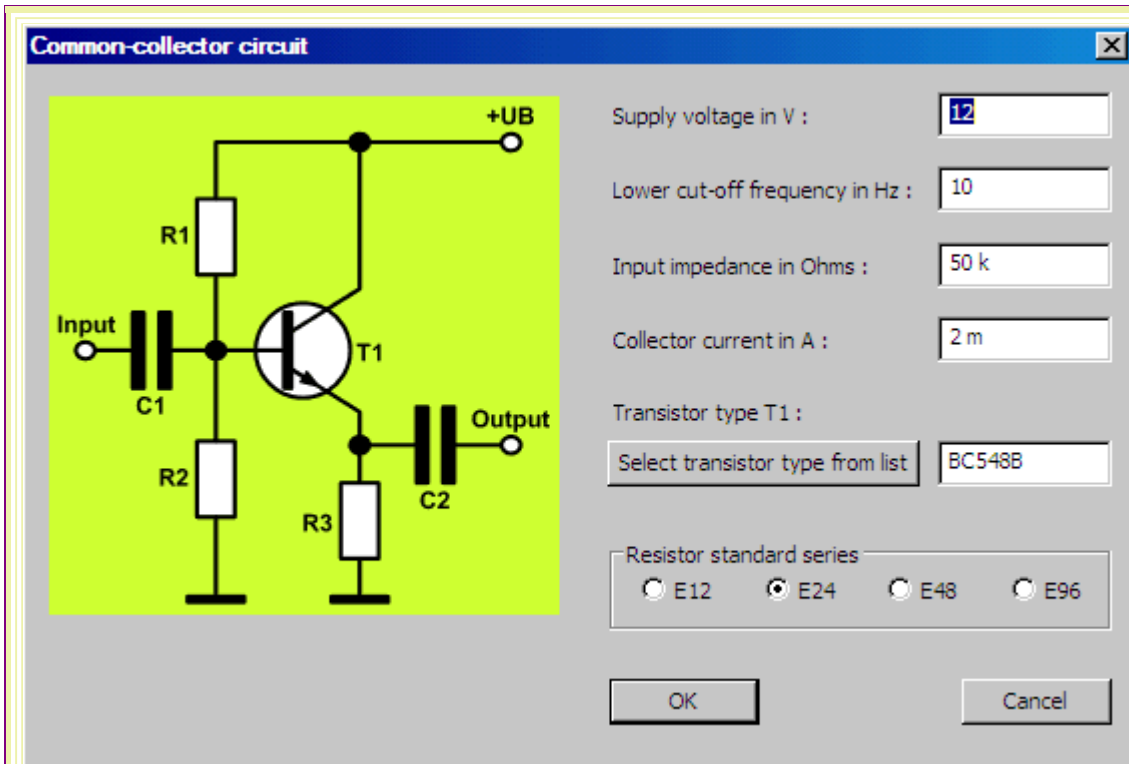 Common-collector circuit
+UB
R1
Input
C1
T1
R2
Output
C2
R3
Supply voltage in V :
12
Lower cut-off frequency in Hz :
10
Input impedance in Ohms :
50 k
Collector current in A :
2 m
Transistor type T1 :
Select transistor type from list
BC548B
Resistor standard series
E12 E24 E48 E96
OK
Cancel